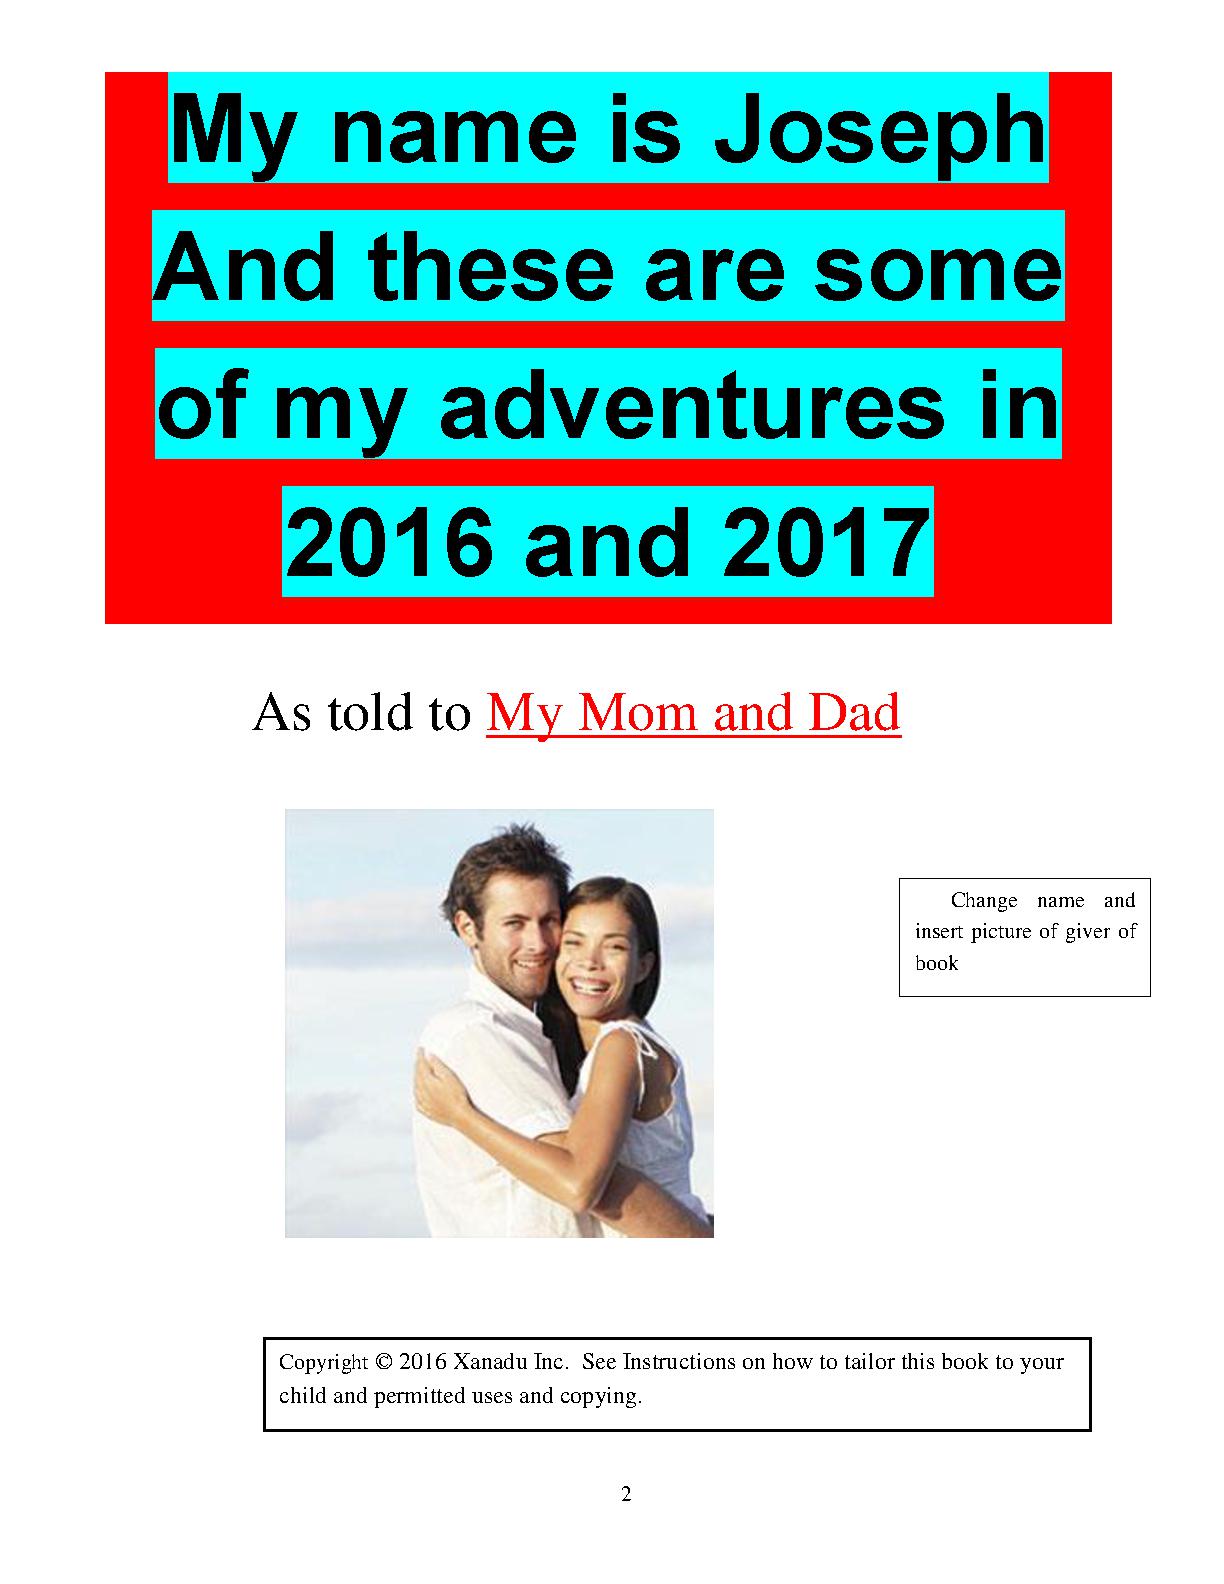 My name is Joseph
And these are some
of my adventures in
2016 and 2017
As told to My Mom and Dad
Change name and
insert picture of giver of
book
Copyright © 2016 Xanadu Inc.  See Instructions on how to tailor this book to your
child and permitted uses and copying.
2